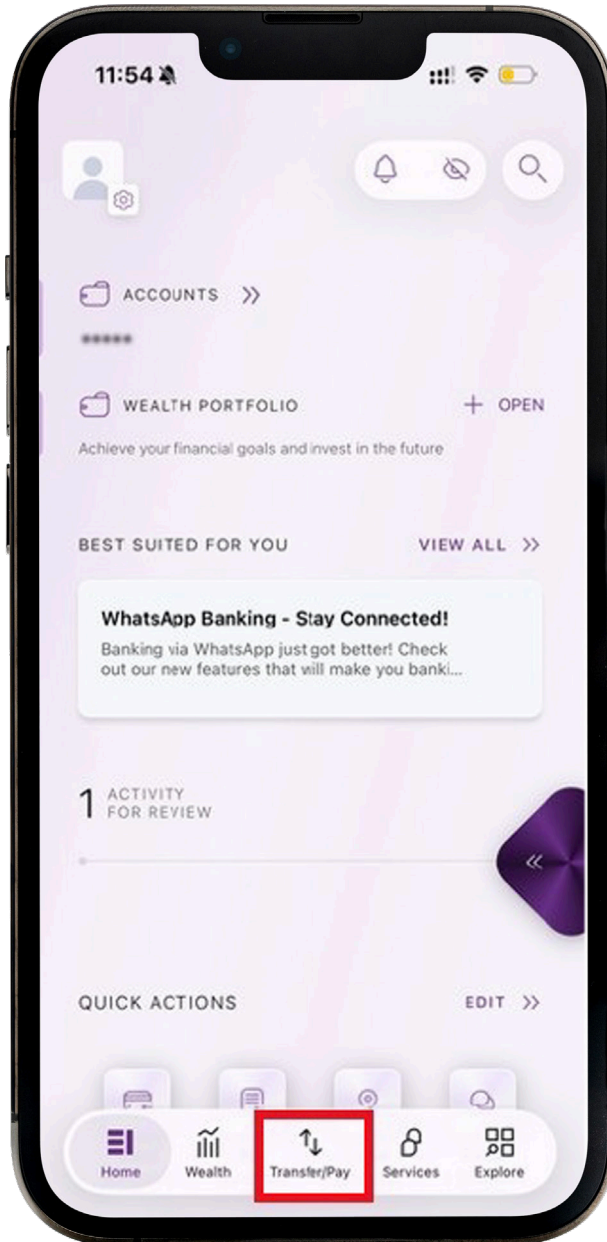 11:54
ACCOUNTS
WEALTH PORTFOLIO
OPEN
Achieve your financial goals and invest in the future
BEST SUITED FOR YOU
VIEW ALL
WhatsApp Banking - Stay Connected!
Banking via WhatsApp just got better! Check
out our new features that will make you banki...
1 ACTIVITY
FOR REVIEW
QUICK ACTIONS
EDIT
Home
Wealth
Transfer/Pay
Services
Explore